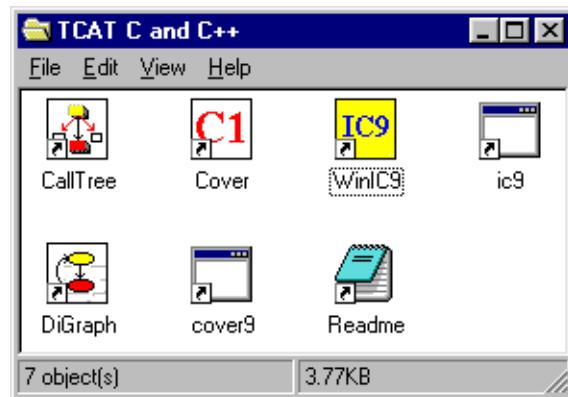 TCAT C and C++
File Edit View Help
C1 IC9
CallTree Cover WinIC9 ic9
DiGraph cover9 Readme
7 object(s) 3.77KB